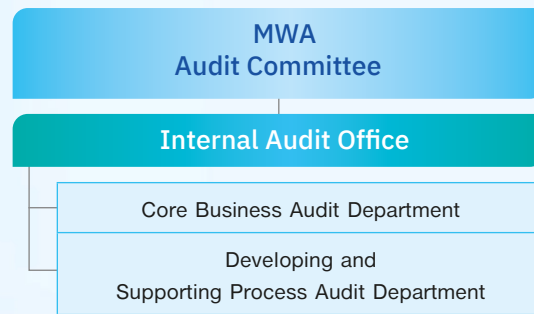 MWA
Audit Committee
Internal Audit Office
Core Business Audit Department
Developing and
Supporting Process Audit Department